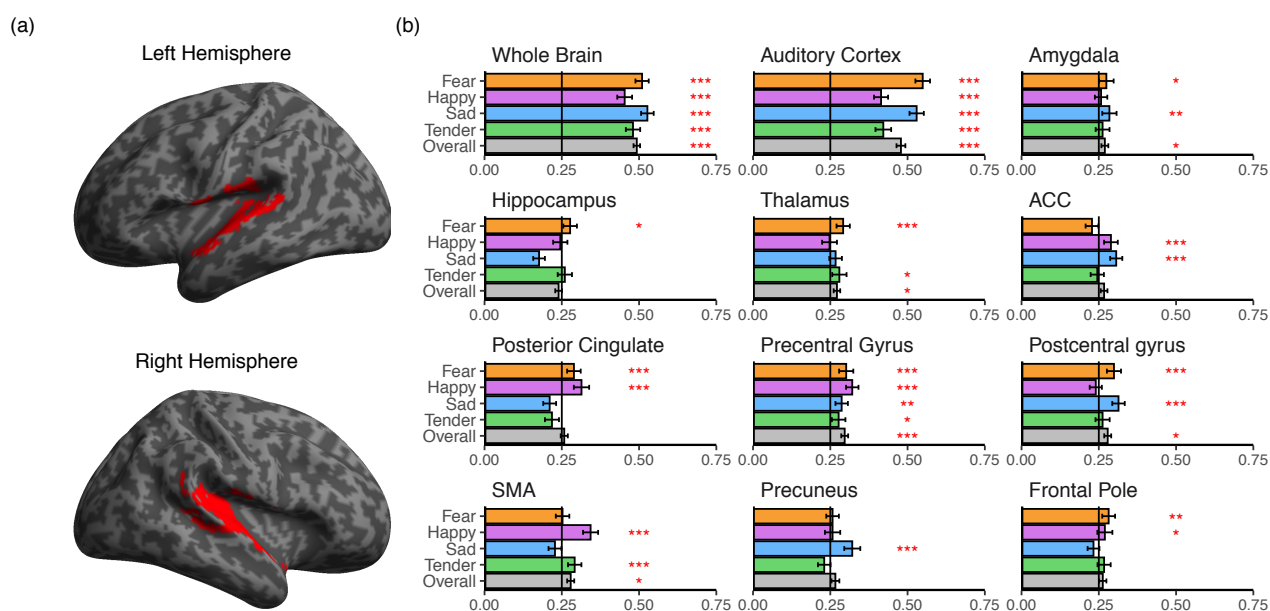 (a)
(b)
Left Hemisphere
Right Hemisphere
Whole Brain
Auditory Cortex
Amygdala
Fear
***
***
*
Happy
***
***
Sad
***
***
**
Tender
***
***
Overall
***
***
*
0.00 0.25 0.50 0.75
0.00 0.25 0.50 0.75
0.00 0.25 0.50 0.75
Hippocampus
Thalamus
ACC
Fear
*
***
Happy
***
Sad
***
Tender
*
Overall
*
0.00 0.25 0.50 0.75
0.00 0.25 0.50 0.75
0.00 0.25 0.50 0.75
Posterior Cingulate
Precentral Gyrus
Postcentral gyrus
Fear
***
***
***
Happy
***
***
Sad
**
***
Tender
*
Overall
***
*
0.00 0.25 0.50 0.75
0.00 0.25 0.50 0.75
0.00 0.25 0.50 0.75
SMA
Precuneus
Frontal Pole
Fear
**
Happy
***
*
Sad
***
Tender
***
Overall
*
0.00 0.25 0.50 0.75
0.00 0.25 0.50 0.75
0.00 0.25 0.50 0.75